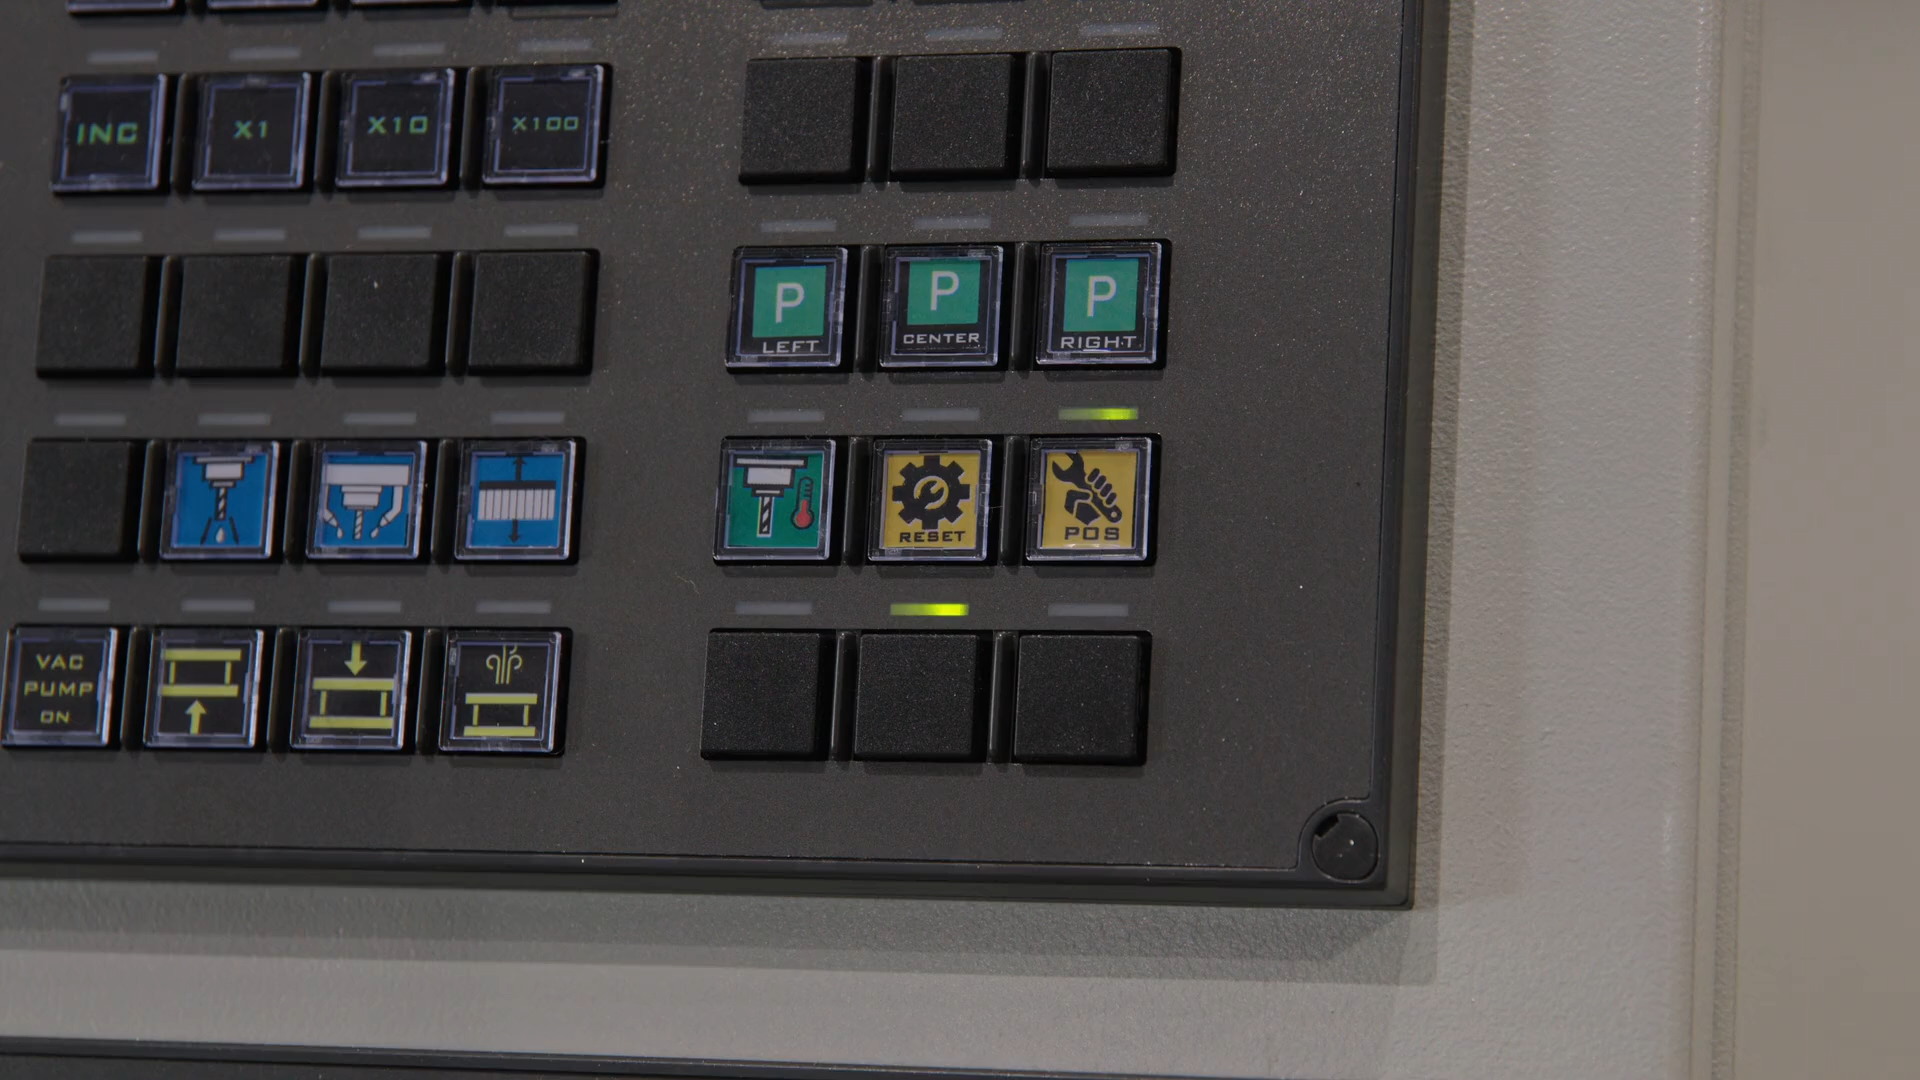 INC
X1
X10
X100
P
LEFT
P
CENTER
P
RIGHT
RESET
POS
VAC
PUMP
ON